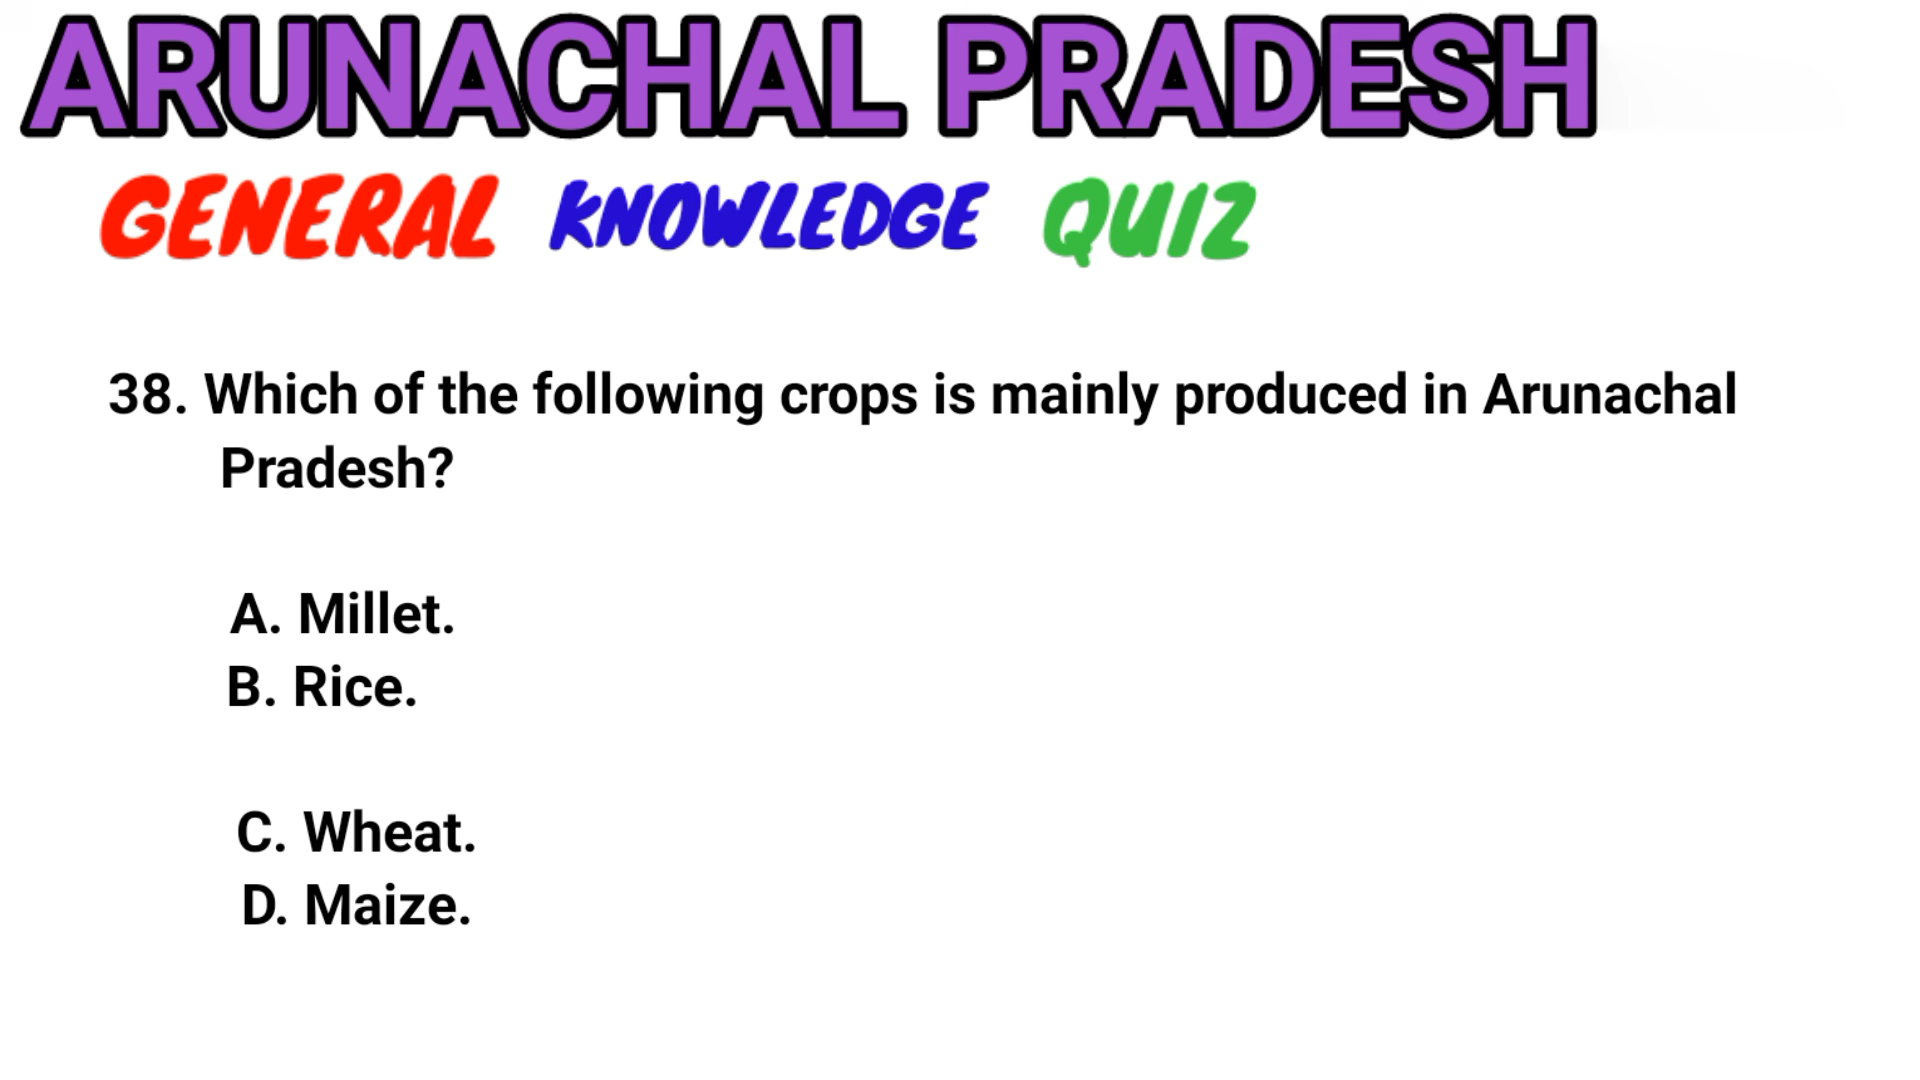 ARUNACHAL PRADESH
GENERAL KNOWLEDGE QUIZ
38. Which of the following crops is mainly produced in Arunachal
Pradesh?
A. Millet.
B. Rice.
C. Wheat.
D. Maize.